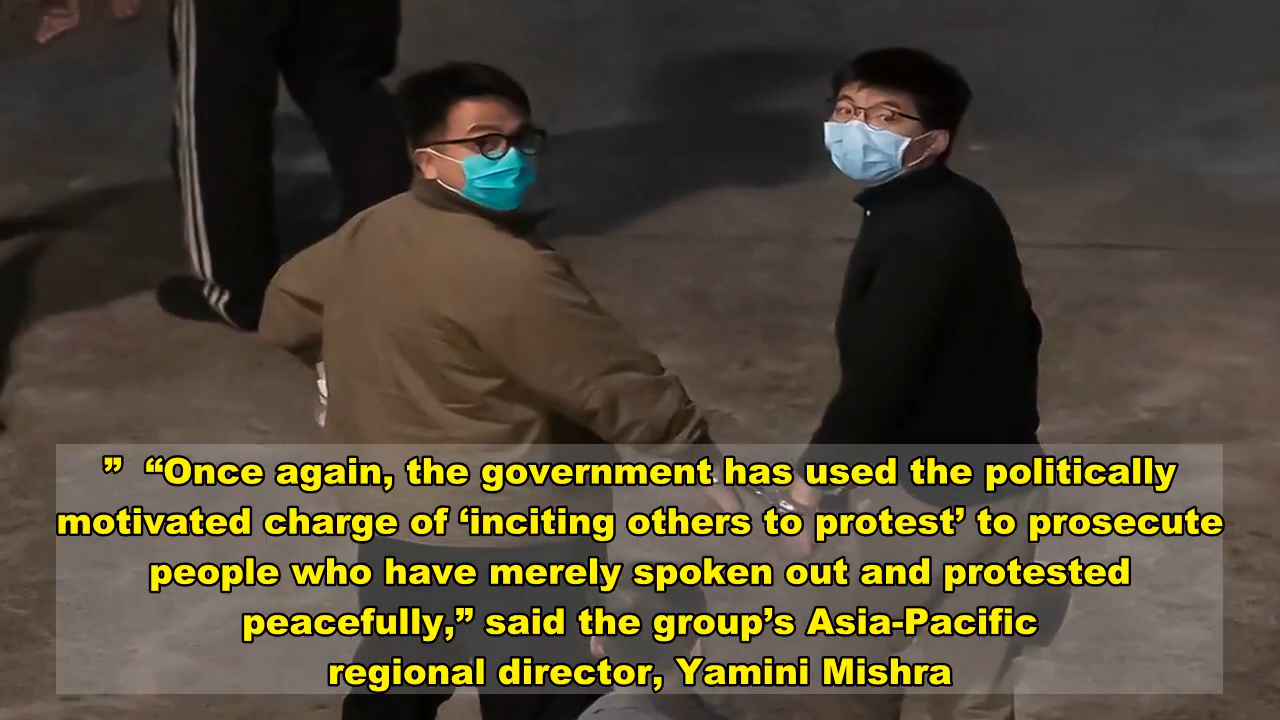 ” “Once again, the government has used the politically
motivated charge of ‘inciting others to protest’ to prosecute
people who have merely spoken out and protested
peacefully,” said the group’s Asia-Pacific
regional director, Yamini Mishra